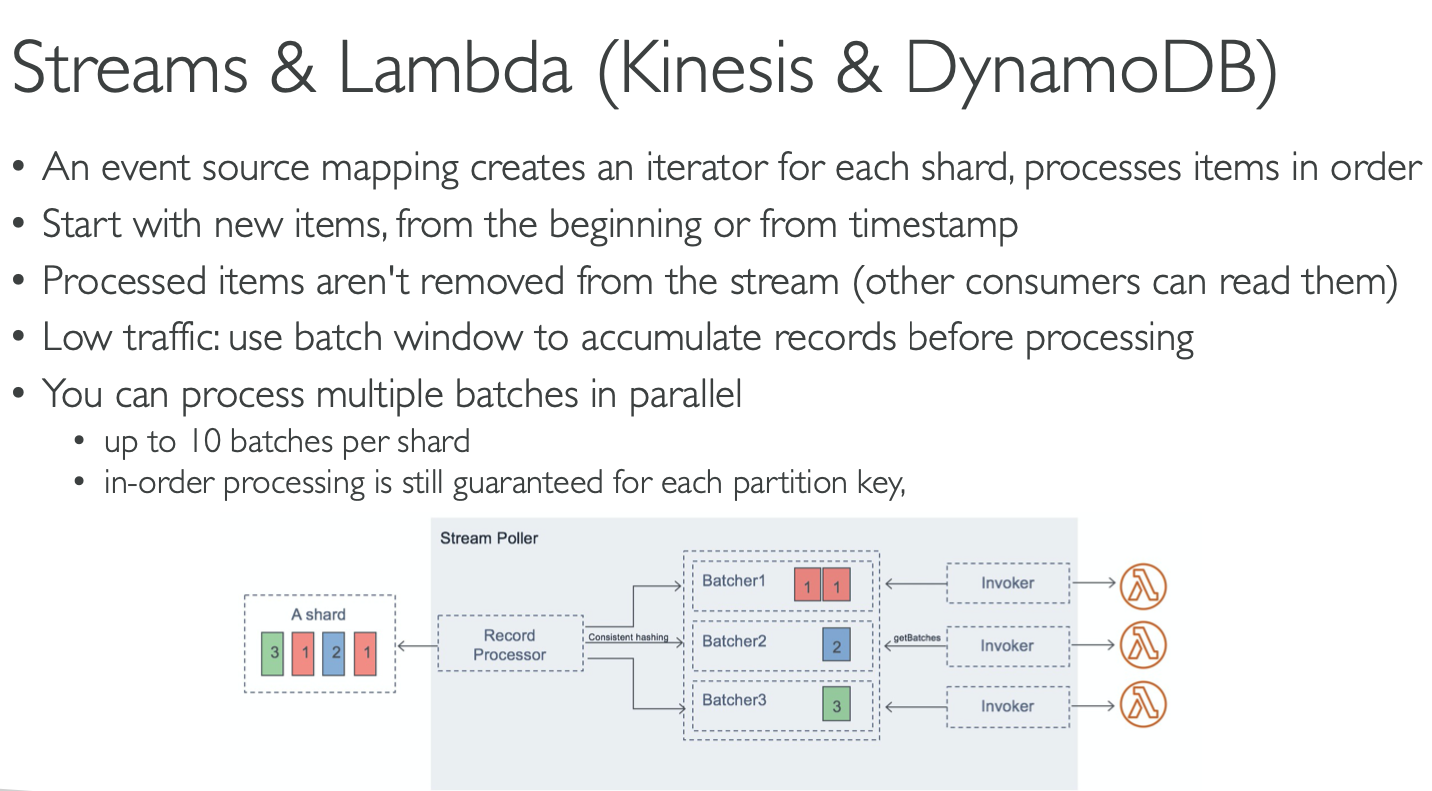 Streams & Lambda (Kinesis & DynamoDB)
• An event source mapping creates an iterator for each shard, processes items in order
• Start with new items, from the beginning or from timestamp
• Processed items aren't removed from the stream (other consumers can read them)
• Low traffic: use batch window to accumulate records before processing
• You can process multiple batches in parallel
• up to 10 batches per shard
• in-order processing is still guaranteed for each partition key,
Stream Poller
A shard
3 1 2 1
Record
Processor
Consistent hashing
Batcher1
1 1
Batcher2
2
Batcher3
3
getBatches
Invoker
Invoker
Invoker